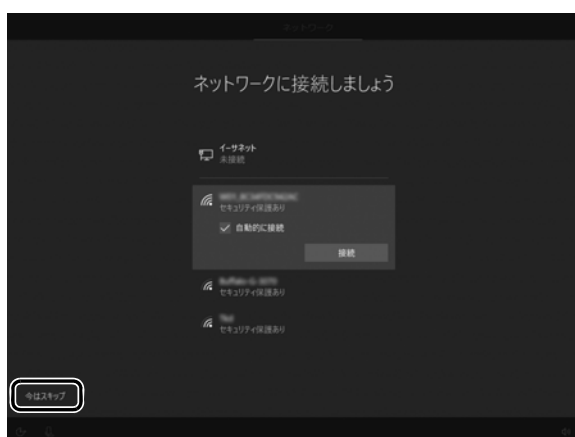 ネットワーク
ネットワークに接続しましょう
イーサネット
未接続
セキュリティ保護あり
自動的に接続
接続
セキュリティ保護あり
セキュリティ保護あり
今はスキップ